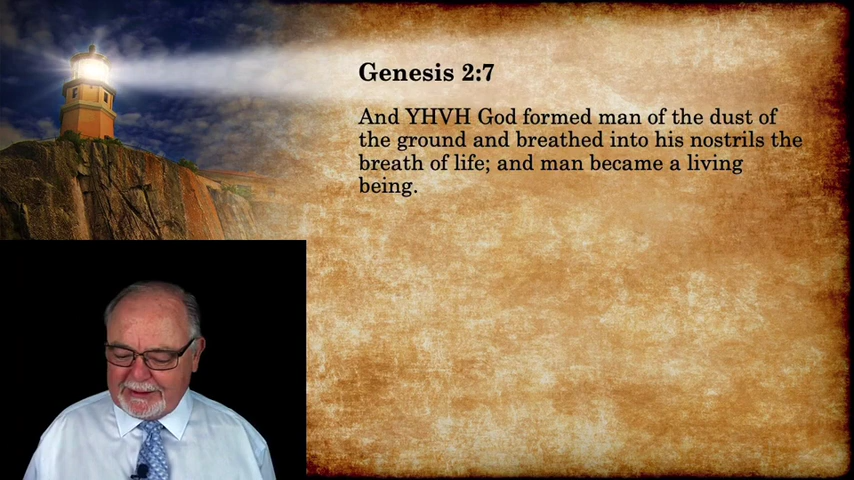 Genesis 2:7
And YHVH God formed man of the dust of
the ground and breathed into his nostrils the
breath of life; and man became a living
being.